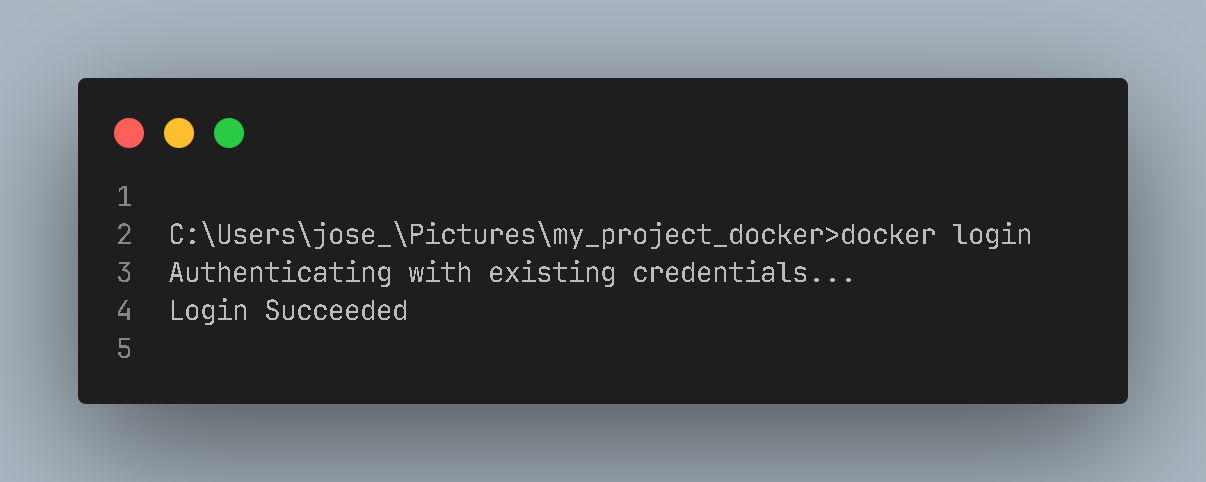 1
2 C:\Users\jose_\Pictures\my_project_docker>docker login
3 Authenticating with existing credentials...
4 Login Succeeded
5